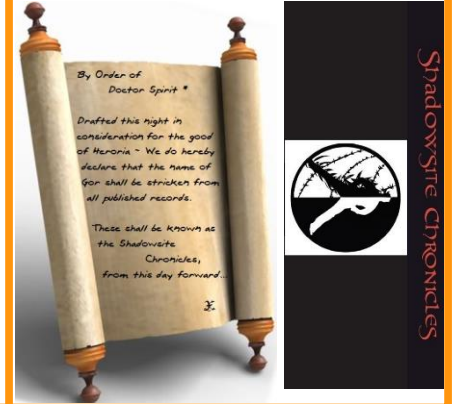 By Order of
Doctor Spirit *
Drafted this night in
consideration for the good
of Heroria ~ We do hereby
declare that the name of
Gor shall be stricken from
all published records.
These shall be known as
the Shadowsite
Chronicles,
from this day forward...
Shadowsite Chronicles